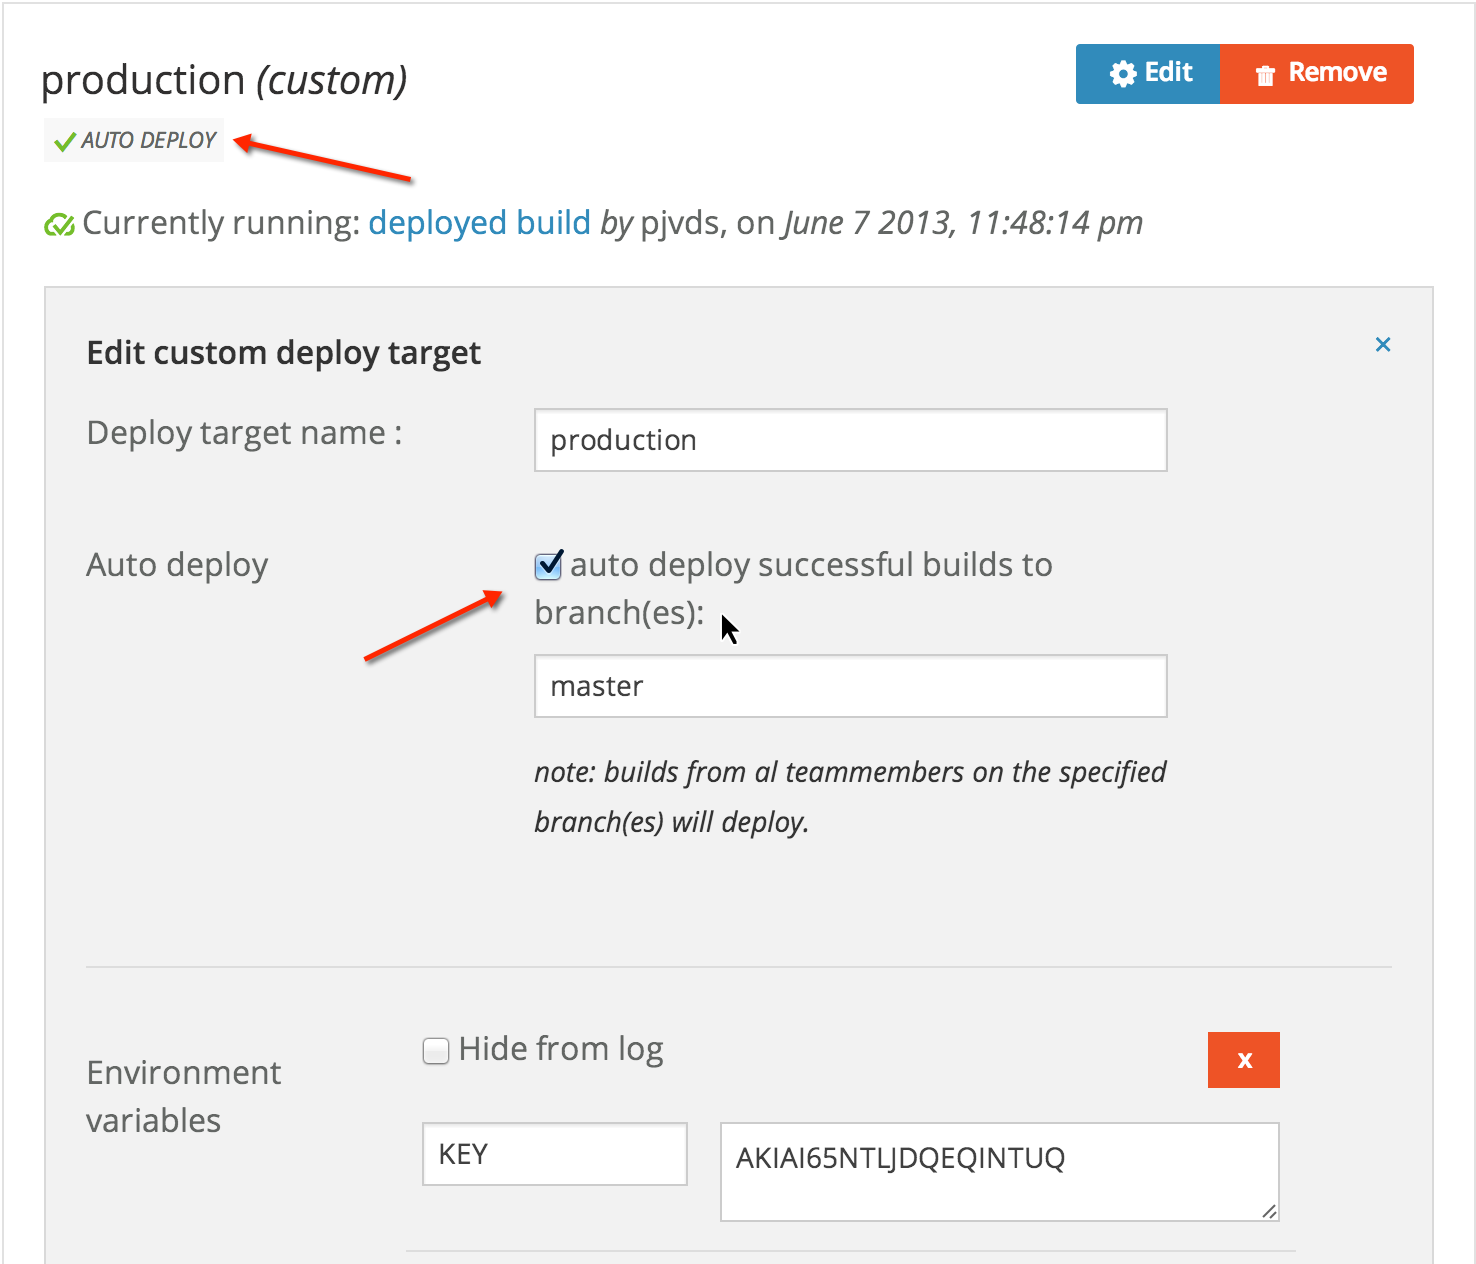 production (custom)
Edit
Remove
AUTO DEPLOY
Currently running: deployed build by pjvds, on June 7 2013, 11:48:14 pm
Edit custom deploy target
×
Deploy target name :
production
Auto deploy
auto deploy successful builds to
branch(es):
master
note: builds from al teammembers on the specified
branch(es) will deploy.
Hide from log
x
Environment
variables
KEY
AKIAI65NTLJDQEQINTUQ